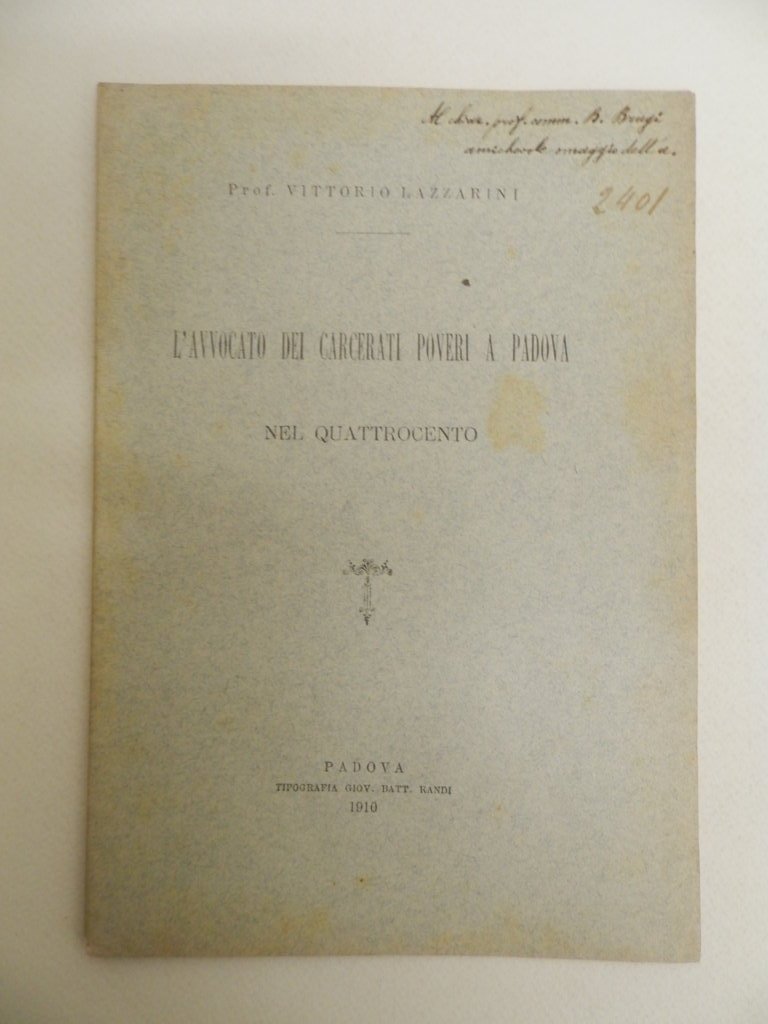 Al chiar. prof. comm. B. Brugi
amichevole omaggio dell'a.
2401
Prof. VITTORIO LAZZARINI
L'AVVOCATO DEI CARCERATI POVERI A PADOVA
NEL QUATTROCENTO
PADOVA
TIPOGRAFIA GIOV. BATT. RANDI
1910